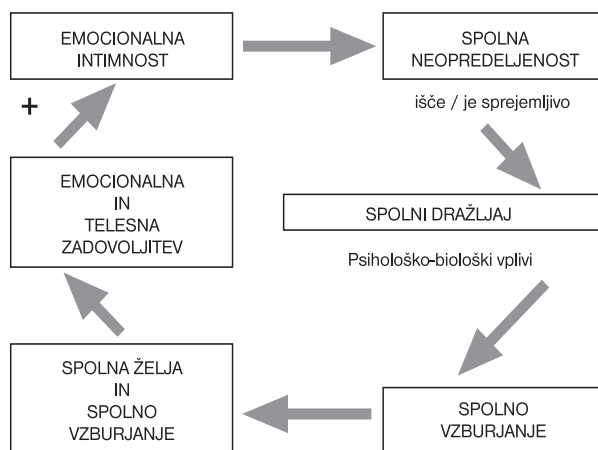 EMOCIONALNA
INTIMNOST
SPOLNA
NEOPREDELJENOST
išče / je sprejemljivo
+
SPOLNI DRAŽLJAJ
Psihološko-biološki vplivi
SPOLNO
VZBURJANJE
SPOLNA ŽELJA
IN
SPOLNO
VZBURJANJE
EMOCIONALNA
IN
TELESNA
ZADOVOLJITEV